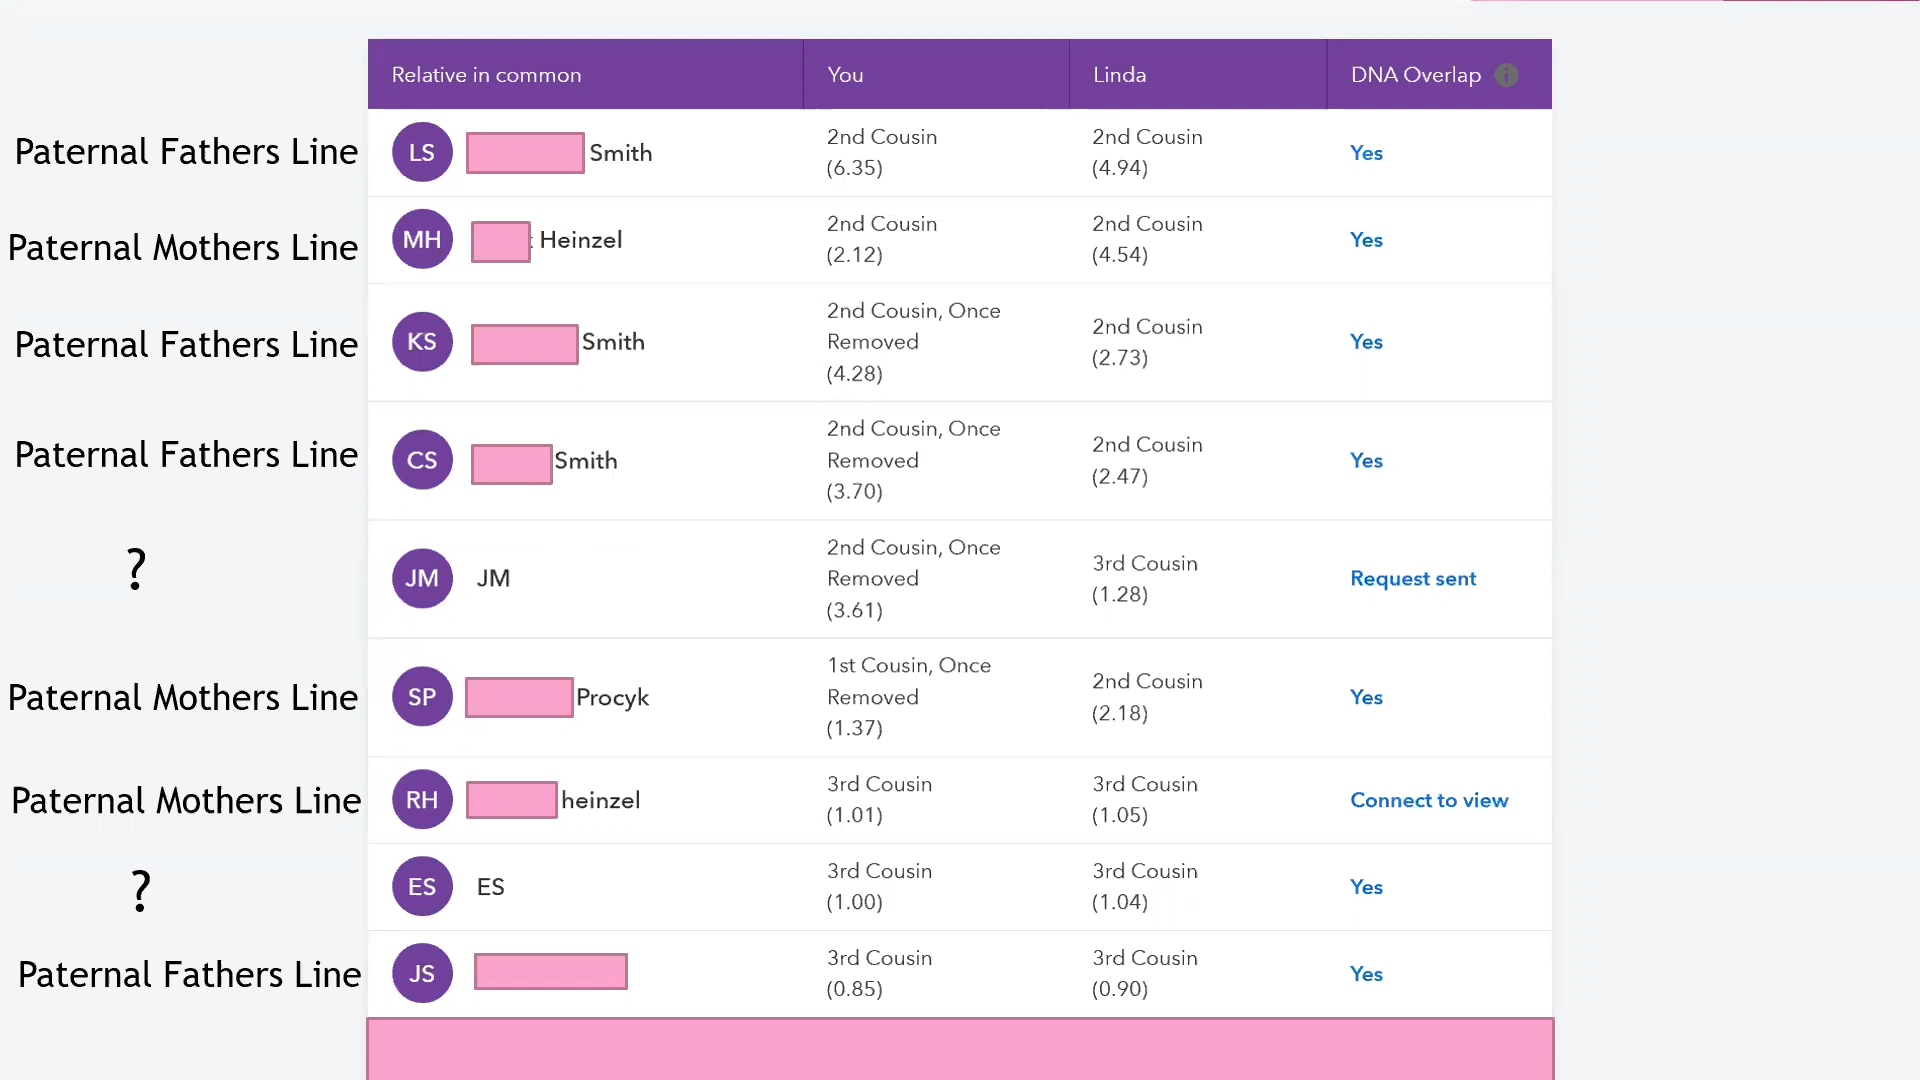 Relative in common You Linda DNA Overlap
Paternal Fathers Line LS Smith 2nd Cousin (6.35) 2nd Cousin (4.94) Yes
Paternal Mothers Line MH Heinzel 2nd Cousin (2.12) 2nd Cousin (4.54) Yes
Paternal Fathers Line KS Smith 2nd Cousin, Once Removed (4.28) 2nd Cousin (2.73) Yes
Paternal Fathers Line CS Smith 2nd Cousin, Once Removed (3.70) 2nd Cousin (2.47) Yes
? JM JM 2nd Cousin, Once Removed (3.61) 3rd Cousin (1.28) Request sent
Paternal Mothers Line SP Procyk 1st Cousin, Once Removed (1.37) 2nd Cousin (2.18) Yes
Paternal Mothers Line RH heinzel 3rd Cousin (1.01) 3rd Cousin (1.05) Connect to view
? ES ES 3rd Cousin (1.00) 3rd Cousin (1.04) Yes
Paternal Fathers Line JS 3rd Cousin (0.85) 3rd Cousin (0.90) Yes